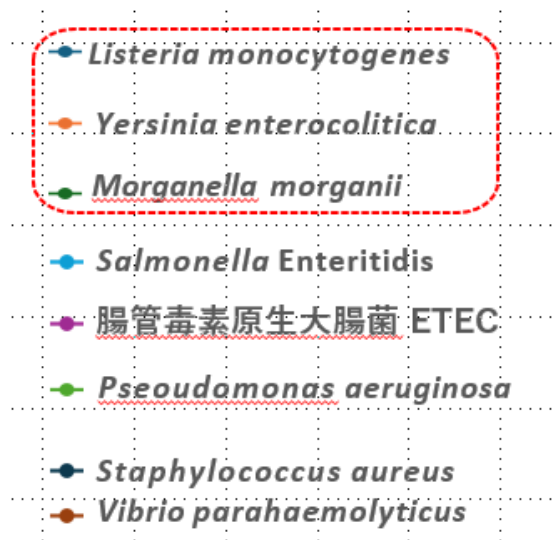 Listeria monocytogenes
Yersinia enterocolitica
Morganella morganii
Salmonella Enteritidis
腸管毒素原生大腸菌 ETEC
Pseoudomonas aeruginosa
Staphylococcus aureus
Vibrio parahaemolyticus